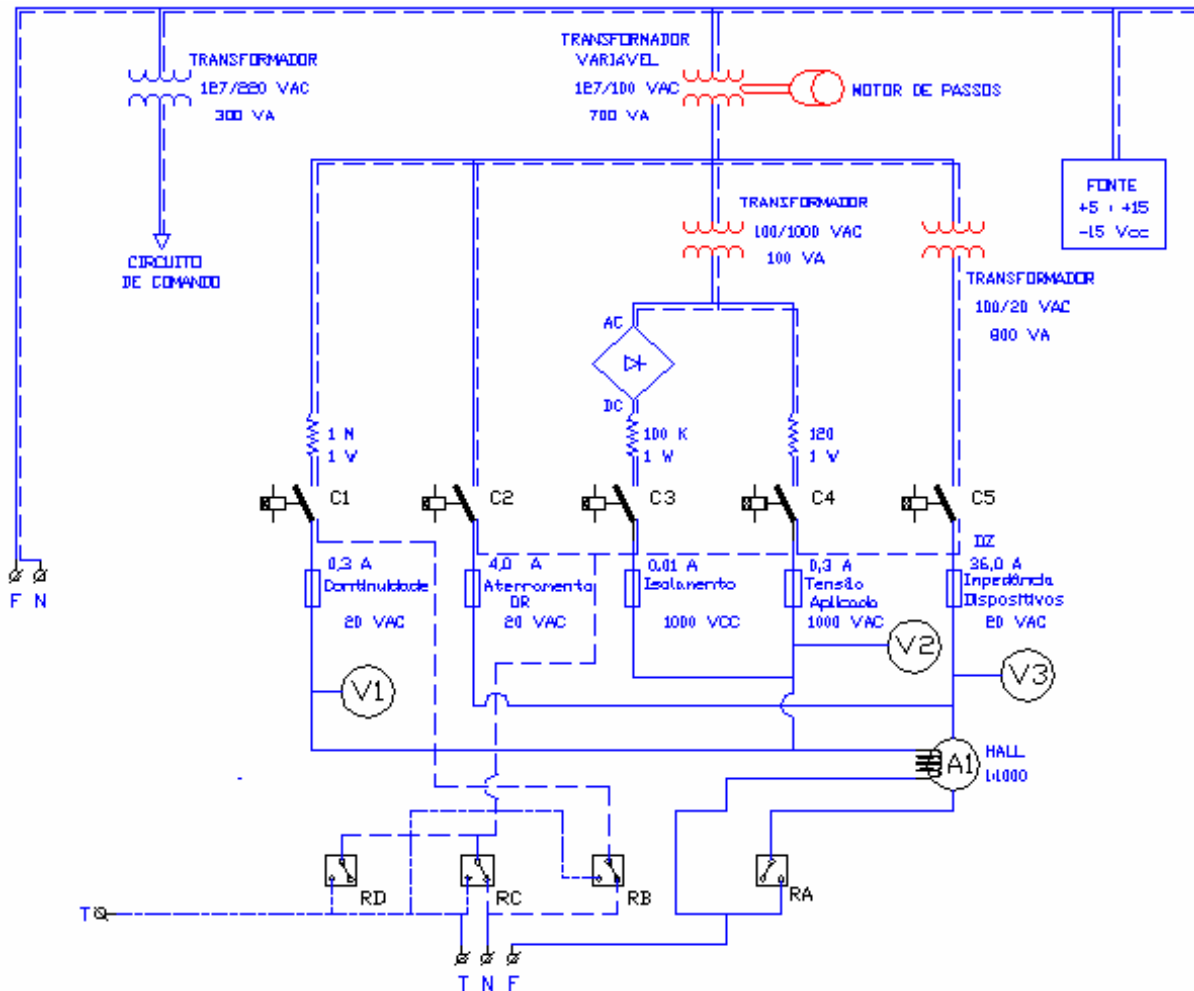 TRANSFORMADOR
127/220 VAC
300 VA
TRANSFORMADOR
VARIÁVEL
127/100 VAC
700 VA
MOTOR DE PASSOS
FONTE
+5 ; +15
-15 Vcc
CIRCUITO
DE COMANDO
TRANSFORMADOR
100/1000 VAC
100 VA
TRANSFORMADOR
100/20 VAC
800 VA
AC
DC
1 M
1 W
100 K
1 W
120
1 W
C1
C2
C3
C4
C5
DZ
0,3 A
Continuidade
20 VAC
4,0 A
Aterramento
DR
20 VAC
0,01 A
Isolamento
1000 VCC
0,3 A
Tensão
Aplicada
1000 VAC
36,0 A
Impedância
Dispositivos
20 VAC
F N
V1
V2
V3
A1
HALL
1:1000
RD
RC
RB
RA
T
T N F